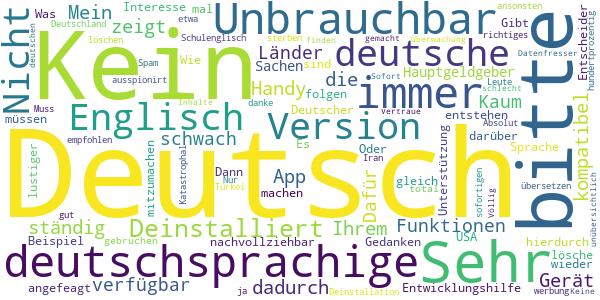 Was
Deutschland
Interesse
mal
Unbrauchbar
ansonsten
etwa
Gibt
Mein
zeigt
löschen
Schulenglisch
sterben
finden
gemacht
Überwachung
richtiges
Entscheider
hundertprozentig
Nicht
deutschen
Kein
Spam
Wie
Länder
Sachen
sind
deutsche
Datenfresser
bitte
ausspionirt
Handy
die
Hauptgeldgeber
Sofort
Leute
Muss
Inhalte
danke
folgen
immer
Kaum
kompatibel
Englisch
Deutscher
Vertraue
schlecht
müssen
empfohlen
Version
entstehen
Absolut
Deutsch
schwach
Es
Oder
Iran
darüber
Sprache
lustiger
mitzumachen
Katastrophal
Dann
App
Dafür
gleich
Unterstützung
sofortigen
Völlig
übersetzen
unübersichtlich
Nur
Türkei
machen
total
gut
ständig
Deinstalliert
Ihrem
Funktionen
Beispiel
gebruchen
nachvollziehbar
Gedanken
USA
hierdurch
deutschsprachige
Sehr
Gerät
lösche
wieder
angefeagt
verfügbar
ja
Deinstallation
dadurch
Entwicklungshilfe
werbung
Keine